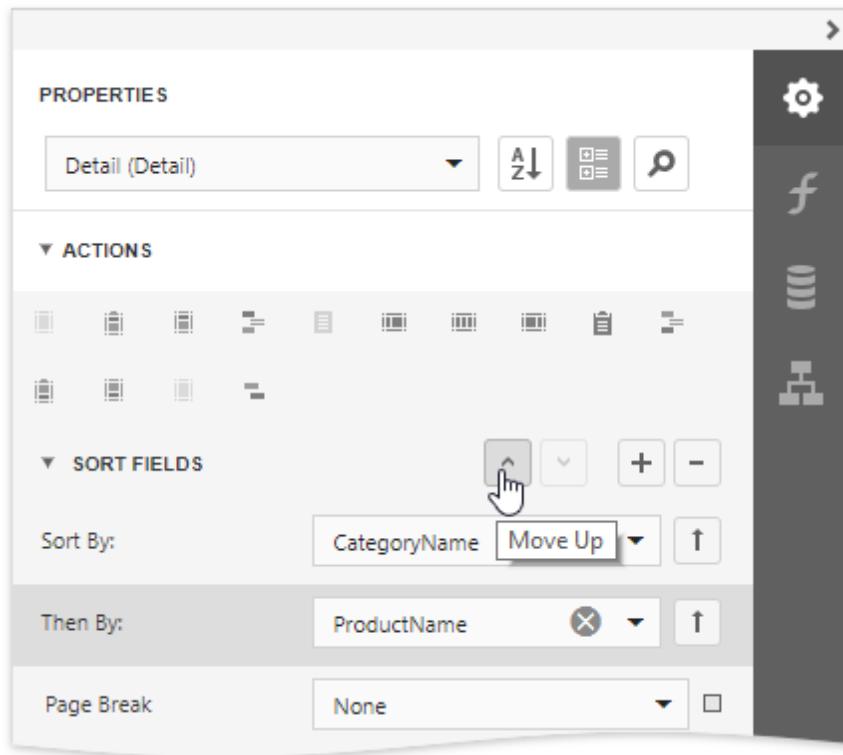 PROPERTIES
Detail (Detail)
ACTIONS
SORT FIELDS
Sort By:
CategoryName
Move Up
Then By:
ProductName
Page Break
None